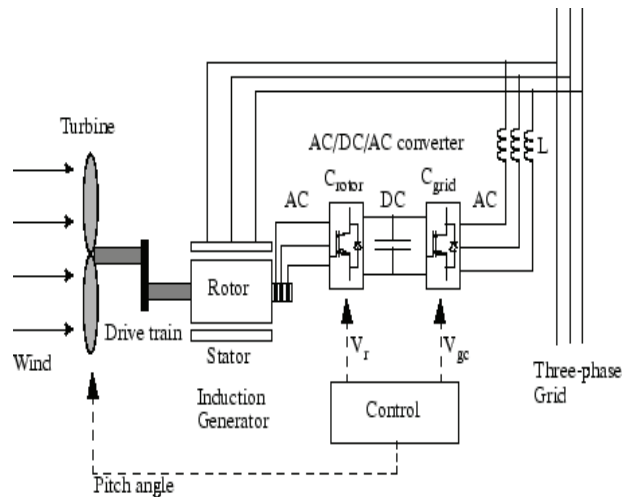 Turbine
AC/DC/AC converter
L
C_rotor
C_grid
AC
DC
AC
Rotor
Drive train
Stator
Wind
V_r
V_gc
Three-phase
Grid
Induction
Generator
Control
Pitch angle